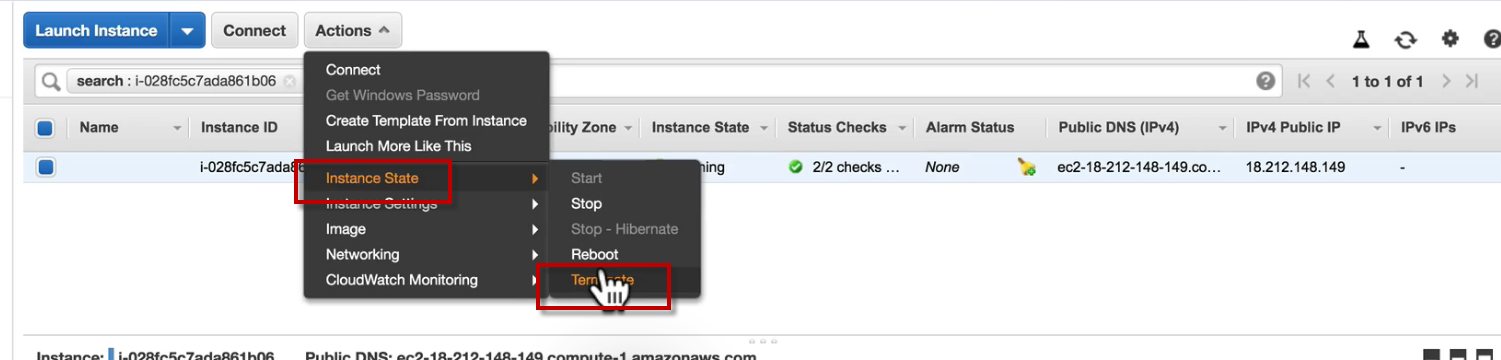 Launch Instance Connect Actions
search : i-028fc5c7ada861b06 1 to 1 of 1
Name Instance ID bility Zone Instance State Status Checks Alarm Status Public DNS (IPv4) IPv4 Public IP IPv6 IPs
i-028fc5c7ada86 ning 2/2 checks ... None ec2-18-212-148-149.co... 18.212.148.149 -
Connect
Get Windows Password
Create Template From Instance
Launch More Like This
Instance State
Instance Settings
Image
Networking
CloudWatch Monitoring
Start
Stop
Stop - Hibernate
Reboot
Instance: i-028fc5c7ada861b06 Public DNS: ec2-18-212-148-149.compute-1.amazonaws.com